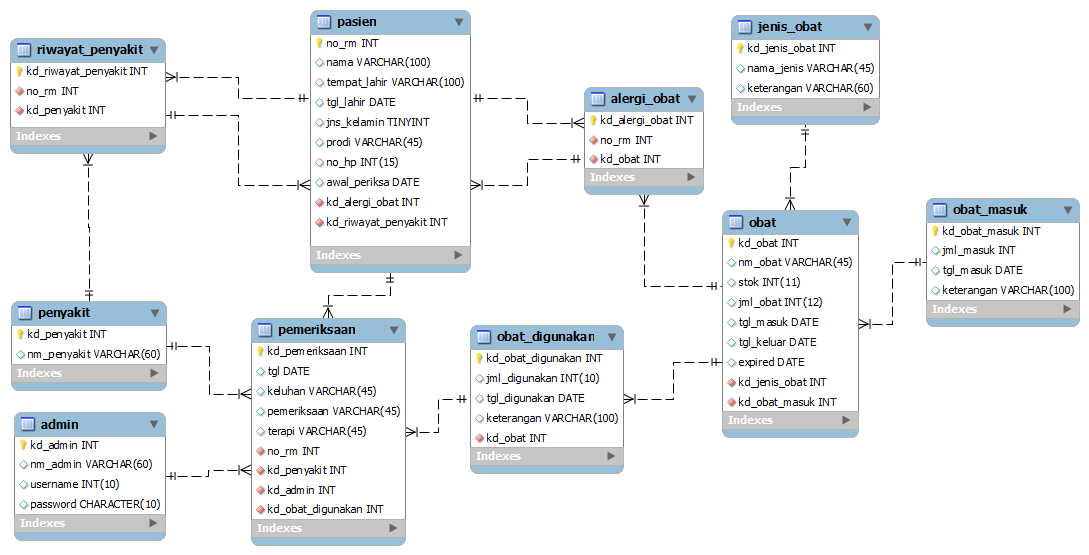 riwayat_penyakit
kd_riwayat_penyakit INT
no_rm INT
kd_penyakit INT
Indexes
pasien
no_rm INT
nama VARCHAR(100)
tempat_lahir VARCHAR(100)
tgl_lahir DATE
jns_kelamin TINYINT
prodi VARCHAR(45)
no_hp INT(15)
awal_periksa DATE
kd_alergi_obat INT
kd_riwayat_penyakit INT
Indexes
alergi_obat
kd_alergi_obat INT
no_rm INT
kd_obat INT
Indexes
jenis_obat
kd_jenis_obat INT
nama_jenis VARCHAR(45)
keterangan VARCHAR(60)
Indexes
obat
kd_obat INT
nm_obat VARCHAR(45)
stok INT(11)
jml_obat INT(12)
tgl_masuk DATE
tgl_keluar DATE
expired DATE
kd_jenis_obat INT
kd_obat_masuk INT
Indexes
obat_masuk
kd_obat_masuk INT
jml_masuk INT
tgl_masuk DATE
keterangan VARCHAR(100)
Indexes
penyakit
kd_penyakit INT
nm_penyakit VARCHAR(60)
Indexes
pemeriksaan
kd_pemeriksaan INT
tgl DATE
keluhan VARCHAR(45)
pemeriksaan VARCHAR(45)
terapi VARCHAR(45)
no_rm INT
kd_penyakit INT
kd_admin INT
kd_obat_digunakan INT
Indexes
obat_digunakan
kd_obat_digunakan INT
jml_digunakan INT(10)
tgl_digunakan DATE
keterangan VARCHAR(100)
kd_obat INT
Indexes
admin
kd_admin INT
nm_admin VARCHAR(60)
username INT(10)
password CHARACTER(10)
Indexes